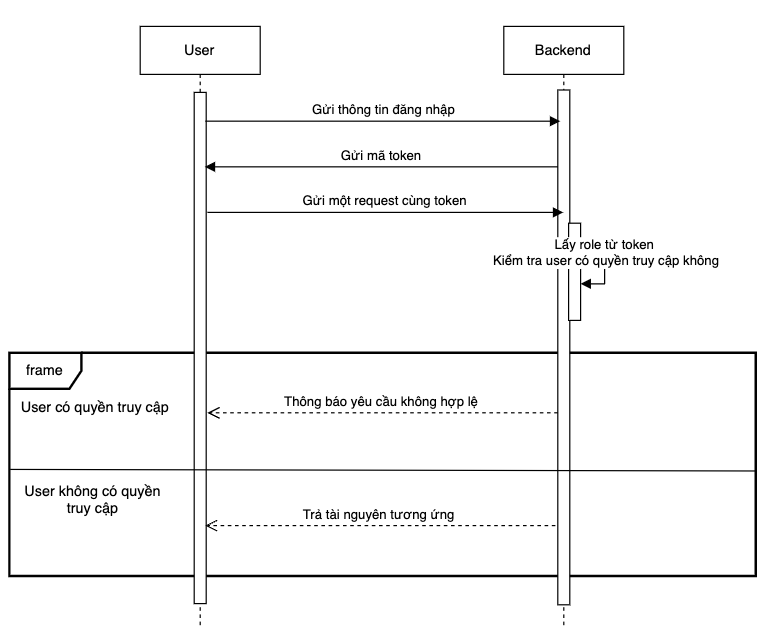 User
Backend
Gửi thông tin đăng nhập
Gửi mã token
Gửi một request cùng token
Lấy role từ token
Kiểm tra user có quyền truy cập không
frame
User có quyền truy cập
Thông báo yêu cầu không hợp lệ
User không có quyền
truy cập
Trả tài nguyên tương ứng